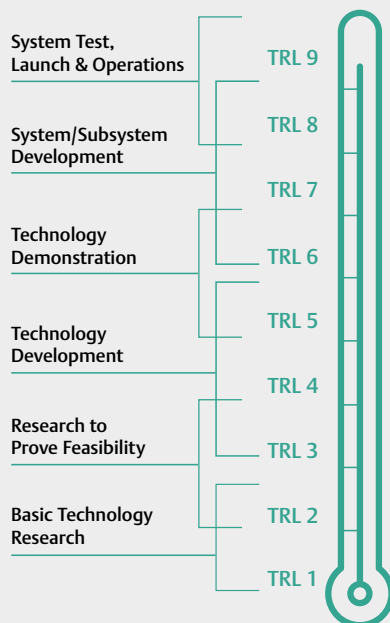 System Test,
Launch & Operations
TRL 9
TRL 8
System/Subsystem
Development
TRL 7
Technology
Demonstration
TRL 6
TRL 5
Technology
Development
TRL 4
Research to
Prove Feasibility
TRL 3
Basic Technology
Research
TRL 2
TRL 1